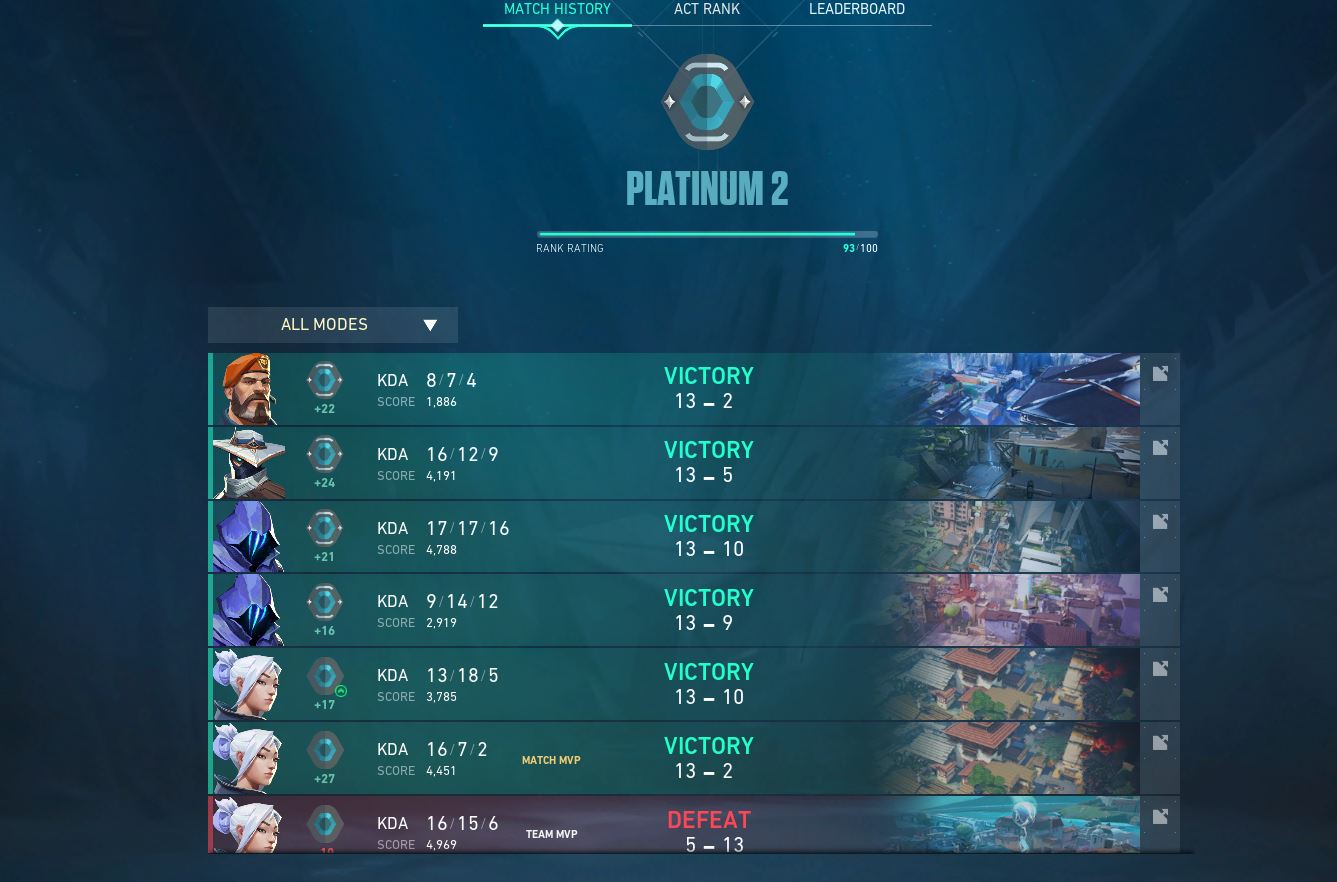 MATCH HISTORY ACT RANK LEADERBOARD
PLATINUM 2
RANK RATING 93/100
ALL MODES
KDA 8/7/4 VICTORY
+22 SCORE 1,886 13 – 2
KDA 16/12/9 VICTORY
+24 SCORE 4,191 13 – 5
KDA 17/17/16 VICTORY
+21 SCORE 4,788 13 – 10
KDA 9/14/12 VICTORY
+16 SCORE 2,919 13 – 9
KDA 13/18/5 VICTORY
+17 SCORE 3,785 13 – 10
KDA 16/7/2 VICTORY
MATCH MVP
+27 SCORE 4,451 13 – 2
KDA 16/15/6 DEFEAT
TEAM MVP
SCORE 4,969 5 – 13